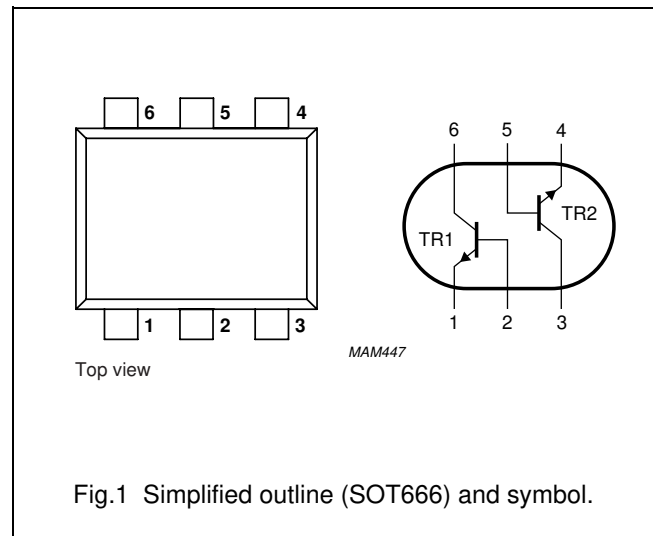 6 5 4
6 5 4
TR1 TR2
1 2 3
1 2 3
Top view
MAM447
Fig.1 Simplified outline (SOT666) and symbol.